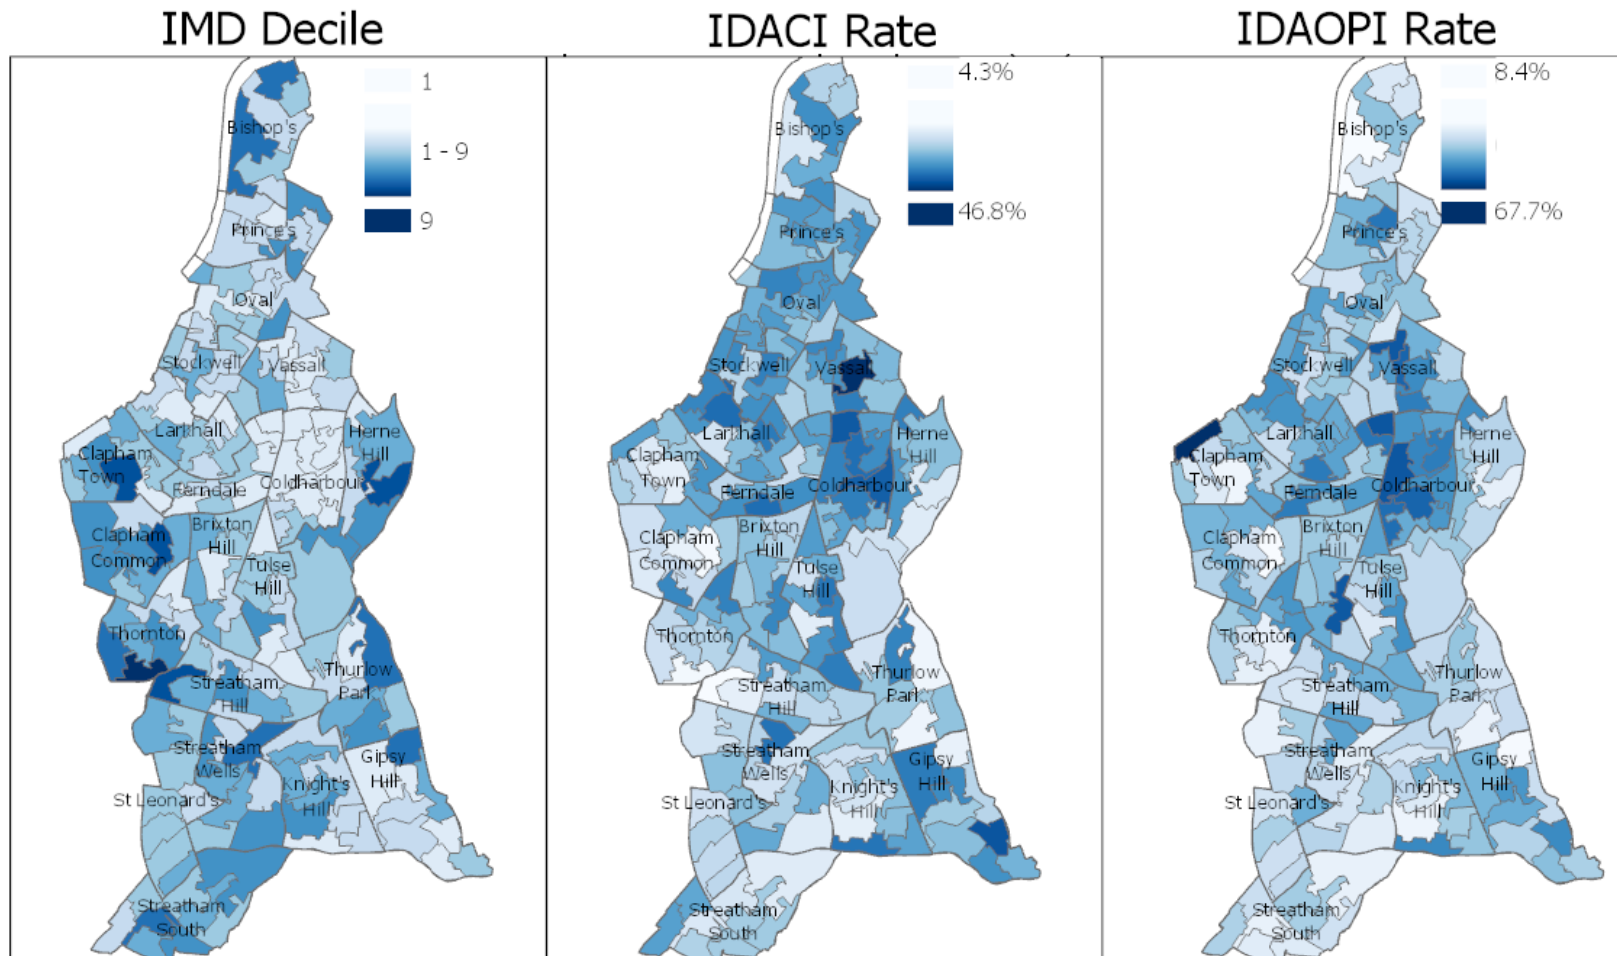 IMD Decile
1
1 - 9
9
Bishop's
Prince's
Oval
Stockwell
Vassall
Larkhall
Herne
Hill
Clapham
Town
Ferndale
Coldharbour
Clapham
Common
Brixton
Hill
Tulse
Hill
Thornton
Streatham
Hill
Thurlow
Park
Streatham
Wells
Gipsy
Hill
Knight's
Hill
St Leonard's
Streatham
South
IDACI Rate
4.3%
46.8%
Bishop's
Prince's
Oval
Stockwell
Vassall
Larkhall
Herne
Hill
Clapham
Town
Ferndale
Coldharbour
Clapham
Common
Brixton
Hill
Tulse
Hill
Thornton
Streatham
Hill
Thurlow
Park
Streatham
Wells
Gipsy
Hill
Knight's
Hill
St Leonard's
Streatham
South
IDAOPI Rate
8.4%
67.7%
Bishop's
Prince's
Oval
Stockwell
Vassall
Larkhall
Herne
Hill
Clapham
Town
Ferndale
Coldharbour
Clapham
Common
Brixton
Hill
Tulse
Hill
Thornton
Streatham
Hill
Thurlow
Park
Streatham
Wells
Gipsy
Hill
Knight's
Hill
St Leonard's
Streatham
South